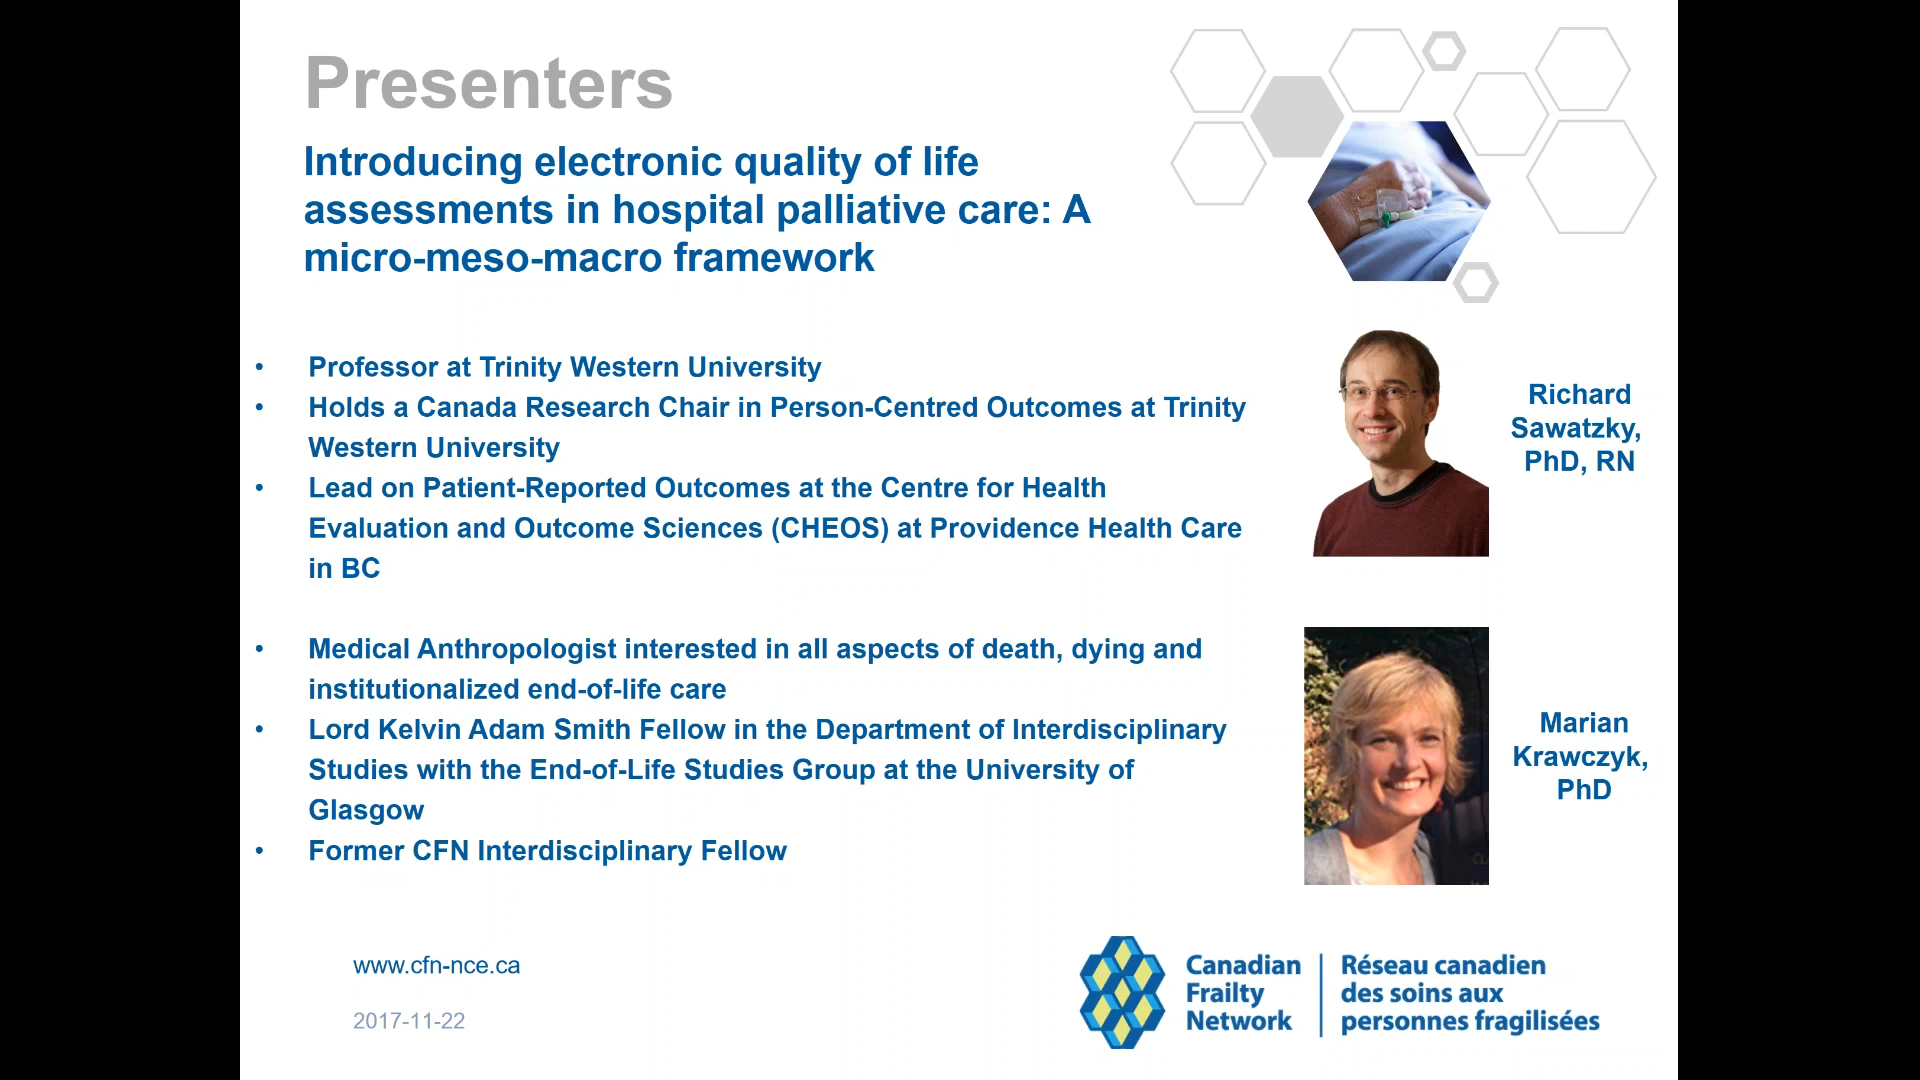 Presenters
Introducing electronic quality of life
assessments in hospital palliative care: A
micro-meso-macro framework
• Professor at Trinity Western University
• Holds a Canada Research Chair in Person-Centred Outcomes at Trinity
Western University
• Lead on Patient-Reported Outcomes at the Centre for Health
Evaluation and Outcome Sciences (CHEOS) at Providence Health Care
in BC
Richard
Sawatzky,
PhD, RN
• Medical Anthropologist interested in all aspects of death, dying and
institutionalized end-of-life care
• Lord Kelvin Adam Smith Fellow in the Department of Interdisciplinary
Studies with the End-of-Life Studies Group at the University of
Glasgow
• Former CFN Interdisciplinary Fellow
Marian
Krawczyk,
PhD
www.cfn-nce.ca
2017-11-22
Canadian
Frailty
Network
Réseau canadien
des soins aux
personnes fragilisées